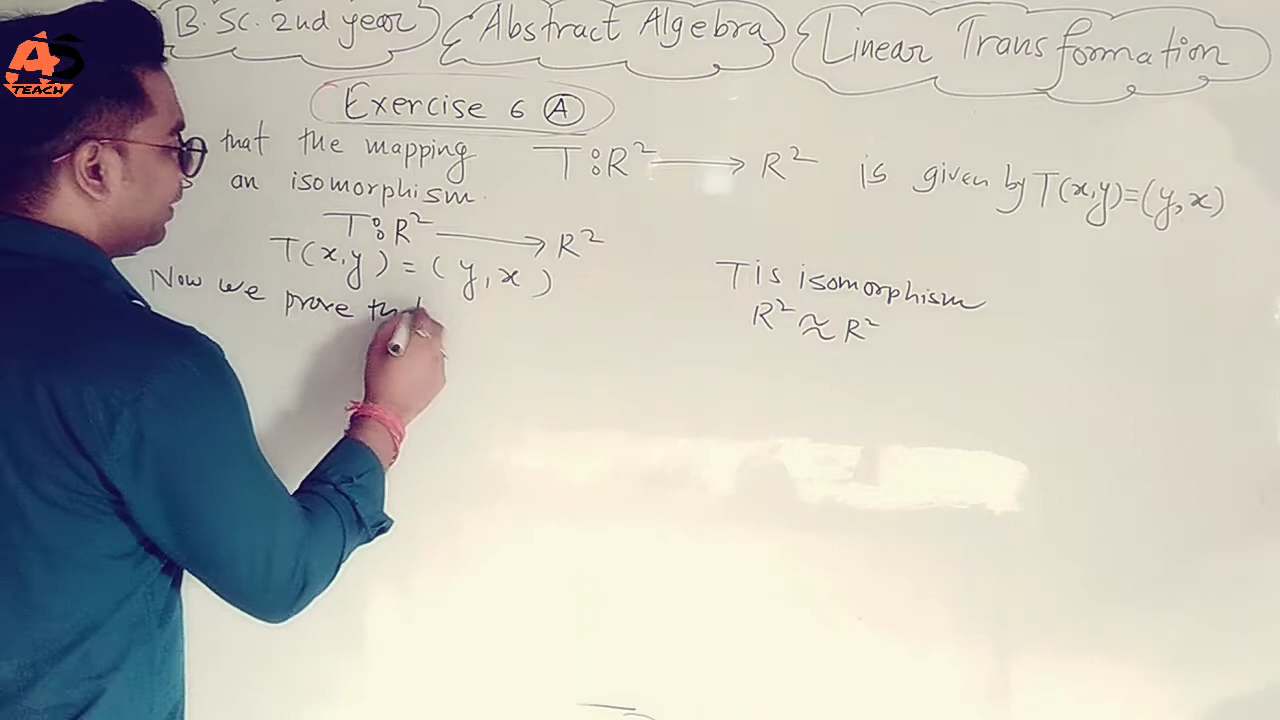 AS
TEACH
B.Sc. 2nd year
Abstract Algebra
Linear Transformation
Exercise 6 A
that the mapping T:R² → R² is given by T(x,y)=(y,x)
an isomorphism.
T:R² → R²
T(x,y) = (y,x)
Now we prove
T is isomorphism
R² ≈ R²